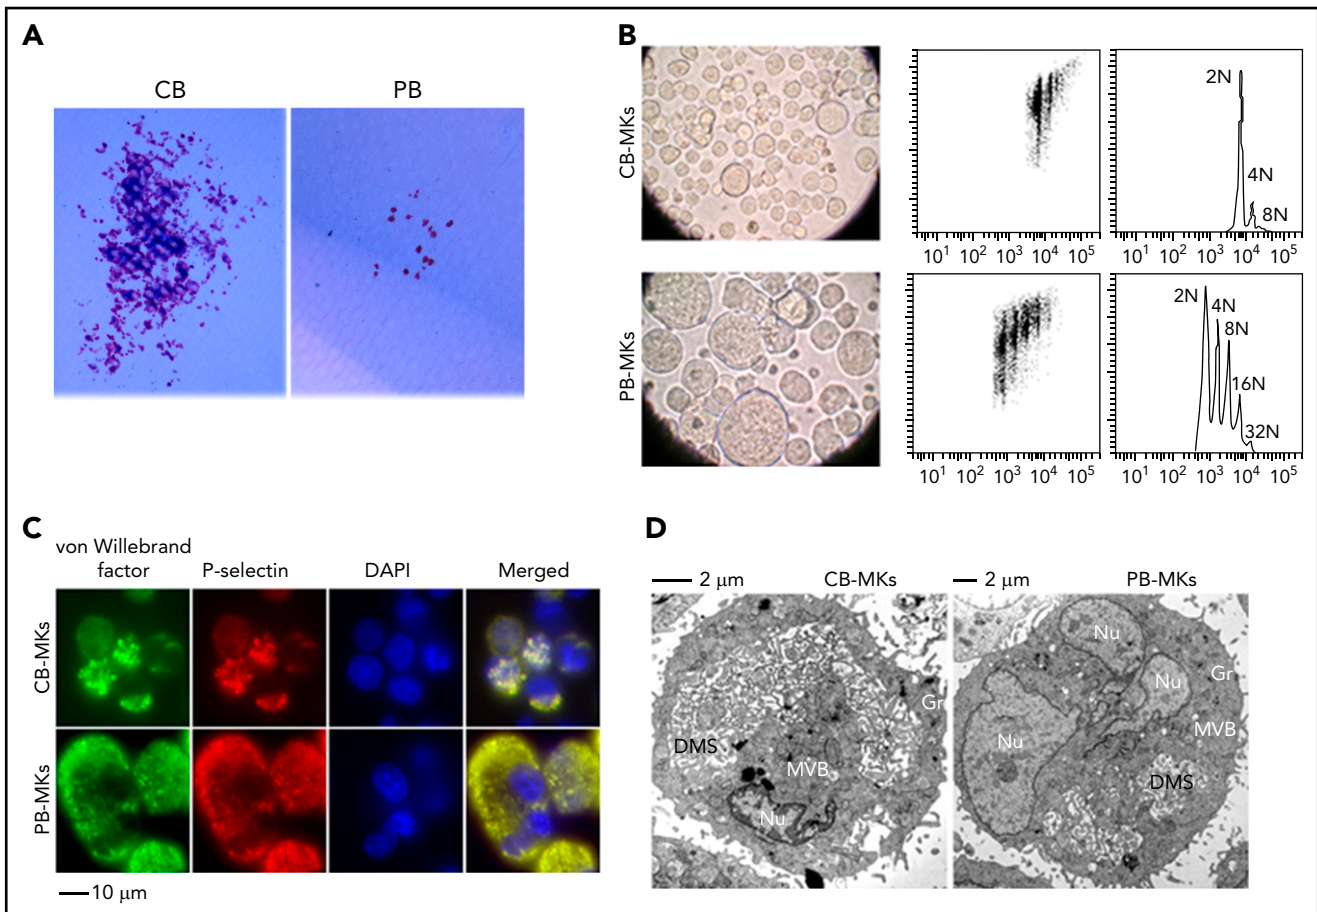 A
CB
PB
B
CB-MKs
2N
4N
8N
10¹ 10² 10³ 10⁴ 10⁵
10¹ 10² 10³ 10⁴ 10⁵
PB-MKs
2N
4N
8N
16N
32N
10¹ 10² 10³ 10⁴ 10⁵
10¹ 10² 10³ 10⁴ 10⁵
C
von Willebrand
factor
P-selectin
DAPI
Merged
CB-MKs
PB-MKs
10 μm
D
2 μm
CB-MKs
Gr
DMS
MVB
Nu
2 μm
PB-MKs
Nu
Nu
Gr
Nu
MVB
DMS